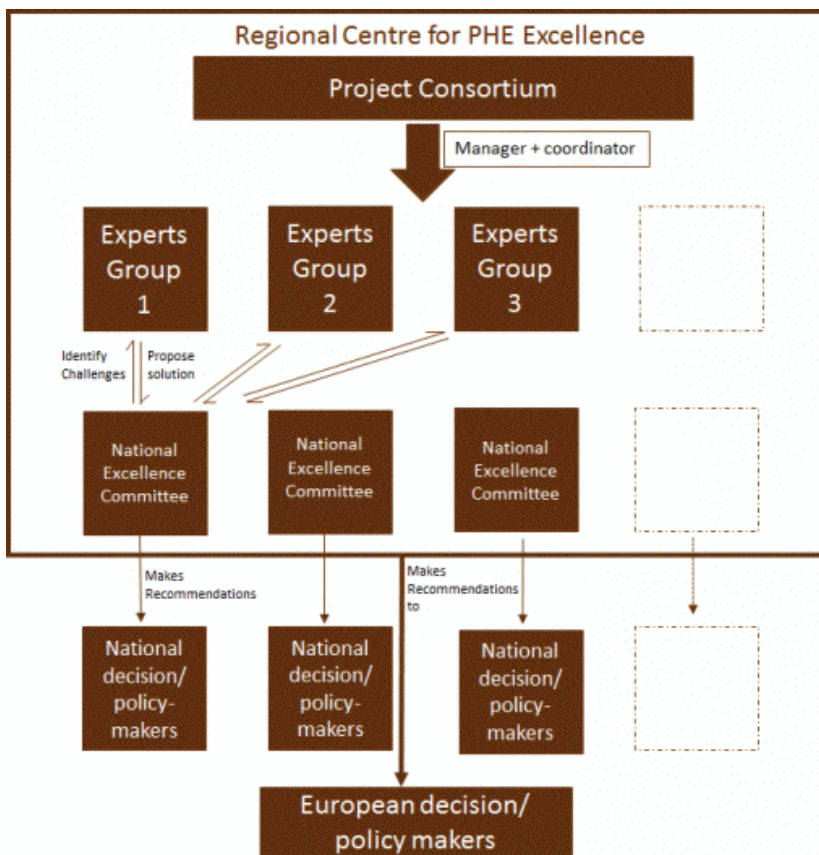 Regional Centre for PHE Excellence
Project Consortium
Manager + coordinator
Experts
Group
1
Experts
Group
2
Experts
Group
3
Identify
Challenges
Propose
solution
National
Excellence
Committee
National
Excellence
Committee
National
Excellence
Committee
Makes
Recommendations
Makes
Recommendations
to
National
decision/
policy-
makers
National
decision/
policy-
makers
National
decision/
policy-
makers
European decision/
policy makers